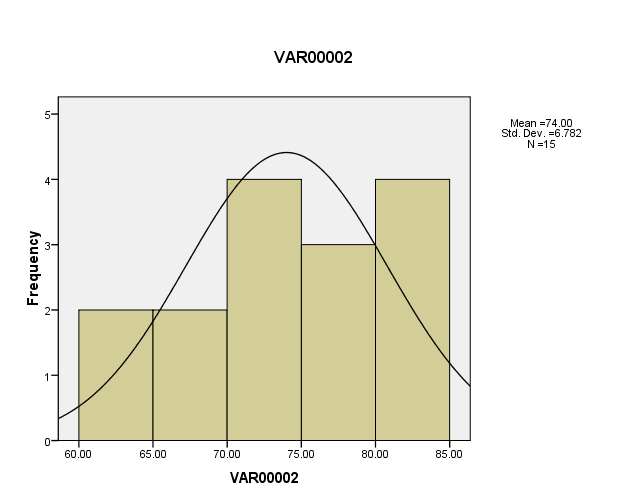 VAR00002
Mean =74.00
Std. Dev. =6.782
N =15
Frequency
5
4
3
2
1
0
60.00 65.00 70.00 75.00 80.00 85.00
VAR00002